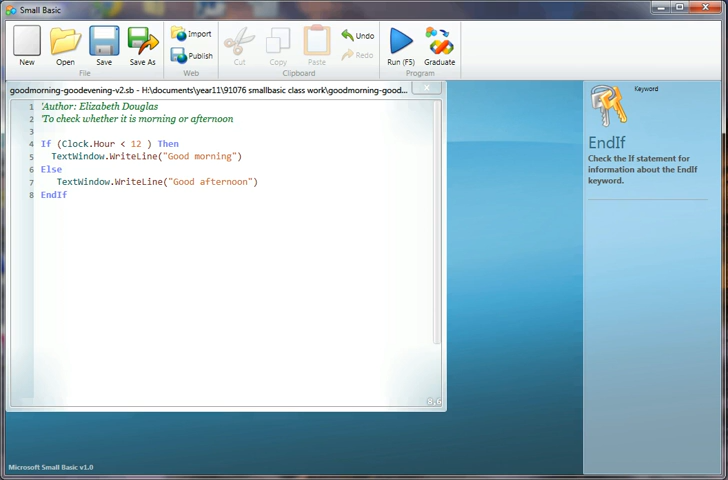 Small Basic
New
Open
Save
Save As
Import
Publish
Cut
Copy
Paste
Undo
Redo
Run (F5)
Graduate
File
Web
Clipboard
Program
goodmorning-goodevening-v2.sb - H:\documents\year11\91076 smallbasic class work\goodmorning-good...
1 'Author: Elizabeth Douglas
2 'To check whether it is morning or afternoon
3
4 If (Clock.Hour < 12 ) Then
5 TextWindow.WriteLine("Good morning")
6 Else
7 TextWindow.WriteLine("Good afternoon")
8 EndIf
8,6
Keyword
EndIf
Check the If statement for
information about the EndIf
keyword.
Microsoft Small Basic v1.0